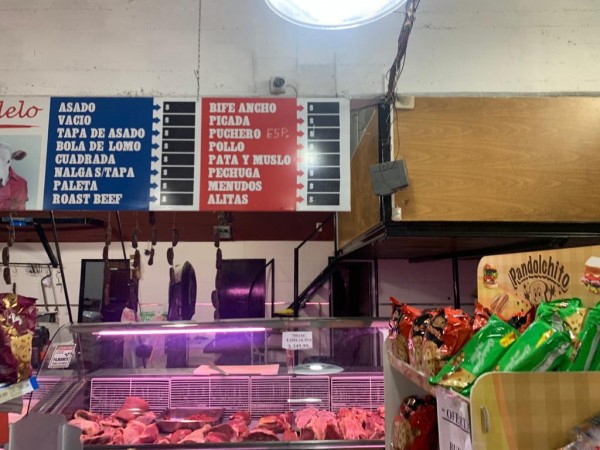 delo
ASADO $
VACIO $
TAPA DE ASADO $
BOLA DE LOMO $
CUADRADA $
NALGA S/TAPA $
PALETA $
ROAST BEEF $
BIFE ANCHO $
PICADA $
PUCHERO ESP. $
POLLO $
PATA Y MUSLO $
PECHUGA $
MENUDOS $
ALITAS $
Pandolchito